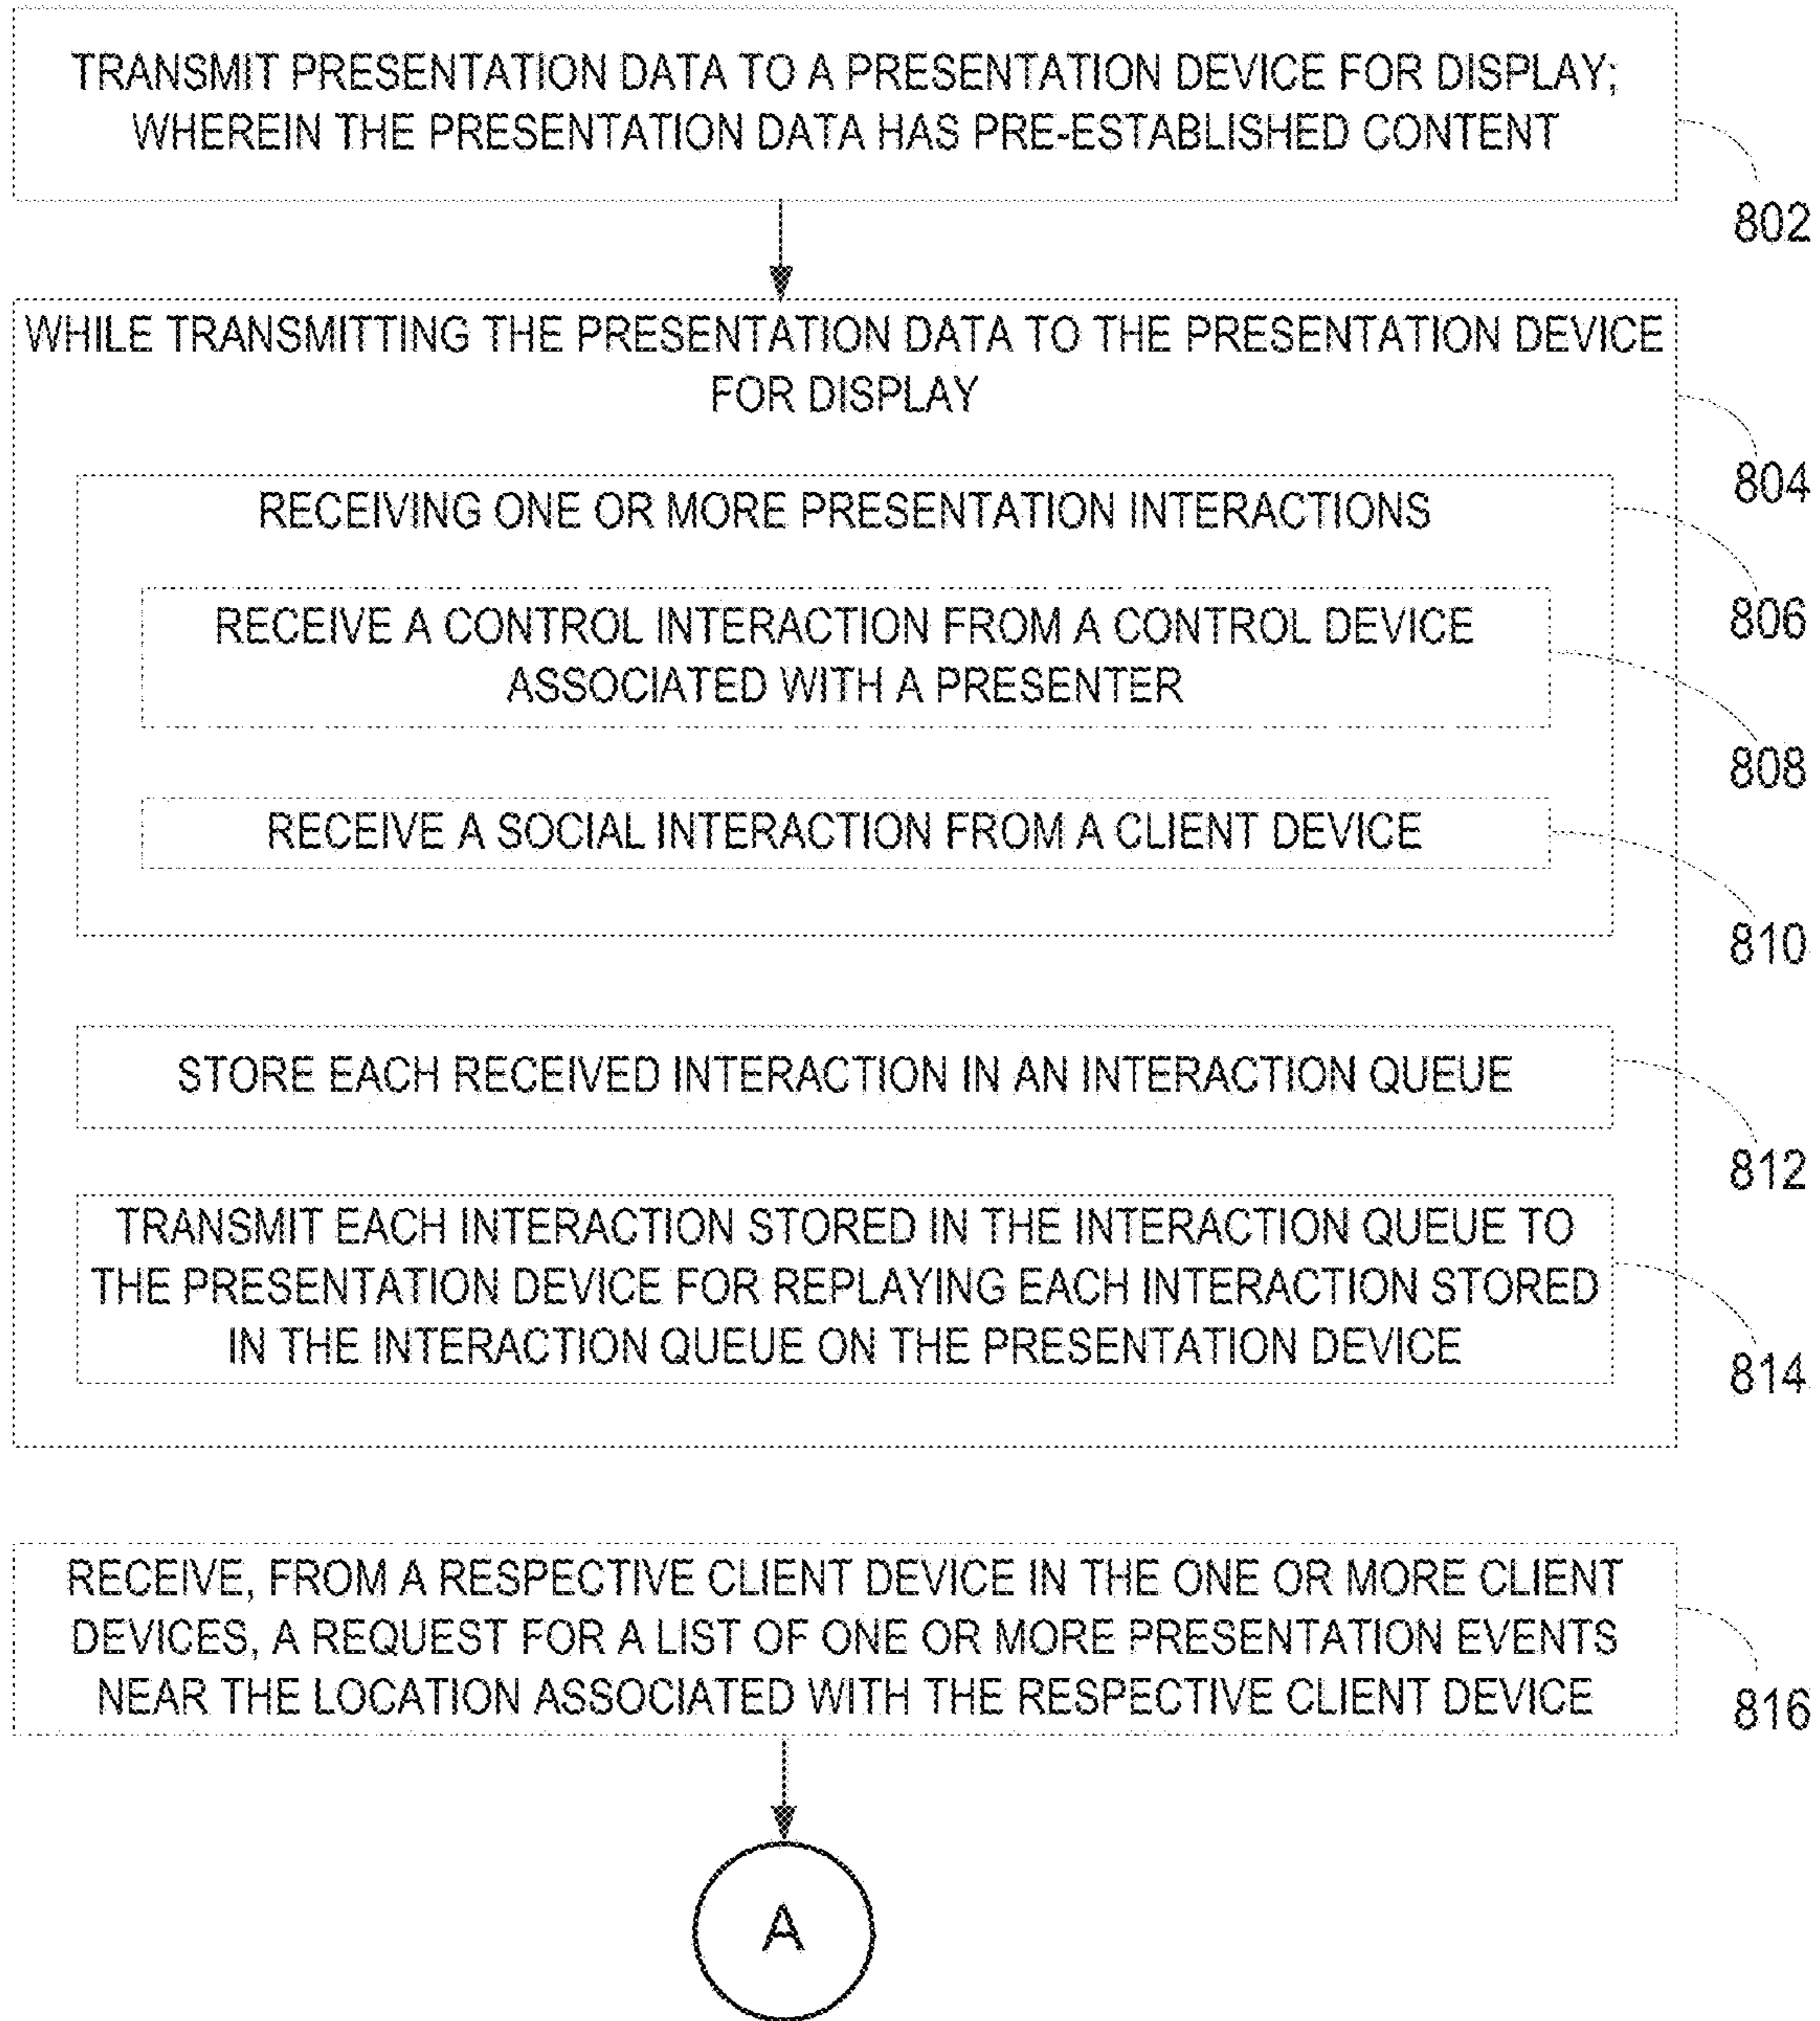 TRANSMIT PRESENTATION DATA TO A PRESENTATION DEVICE FOR DISPLAY;
WHEREIN THE PRESENTATION DATA HAS PRE-ESTABLISHED CONTENT
802
WHILE TRANSMITTING THE PRESENTATION DATA TO THE PRESENTATION DEVICE
FOR DISPLAY
804
RECEIVING ONE OR MORE PRESENTATION INTERACTIONS
806
RECEIVE A CONTROL INTERACTION FROM A CONTROL DEVICE
ASSOCIATED WITH A PRESENTER
808
RECEIVE A SOCIAL INTERACTION FROM A CLIENT DEVICE
810
STORE EACH RECEIVED INTERACTION IN AN INTERACTION QUEUE
812
TRANSMIT EACH INTERACTION STORED IN THE INTERACTION QUEUE TO
THE PRESENTATION DEVICE FOR REPLAYING EACH INTERACTION STORED
IN THE INTERACTION QUEUE ON THE PRESENTATION DEVICE
814
RECEIVE, FROM A RESPECTIVE CLIENT DEVICE IN THE ONE OR MORE CLIENT
DEVICES, A REQUEST FOR A LIST OF ONE OR MORE PRESENTATION EVENTS
NEAR THE LOCATION ASSOCIATED WITH THE RESPECTIVE CLIENT DEVICE
816
A